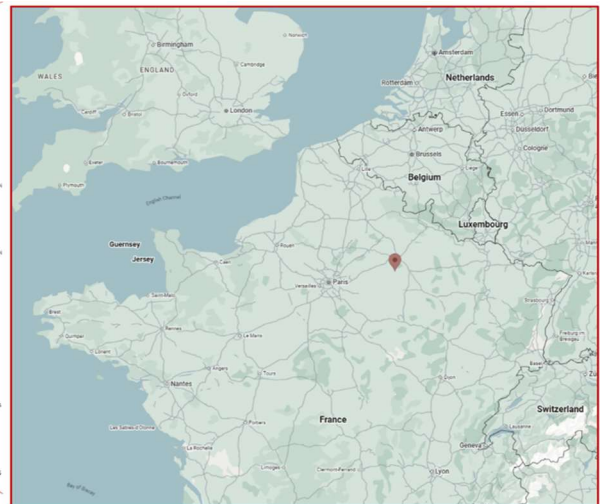 Norwich
Birmingham
Amsterdam
WALES
ENGLAND
Cambridge
Netherlands
Rotterdam
Oxford
Essen
Dortmund
Cardiff
Bristol
London
Antwerp
Düsseldorf
Brussels
Cologne
Exeter
Bournemouth
Lille
Liège
Belgium
Plymouth
English Channel
Luxembourg
Guernsey
Rouen
Jersey
Caen
Paris
Versailles
Saint-Malo
Strasbourg
Brest
Rennes
Freiburg im
Breisgau
Quimper
Le Mans
Lorient
Basel
Angers
Tours
Dijon
Nantes
Switzerland
France
Poitiers
Lausanne
Les Sables-d'Olonne
La Rochelle
Geneva
Limoges
Clermont-Ferrand
Lyon
Bay of Biscay